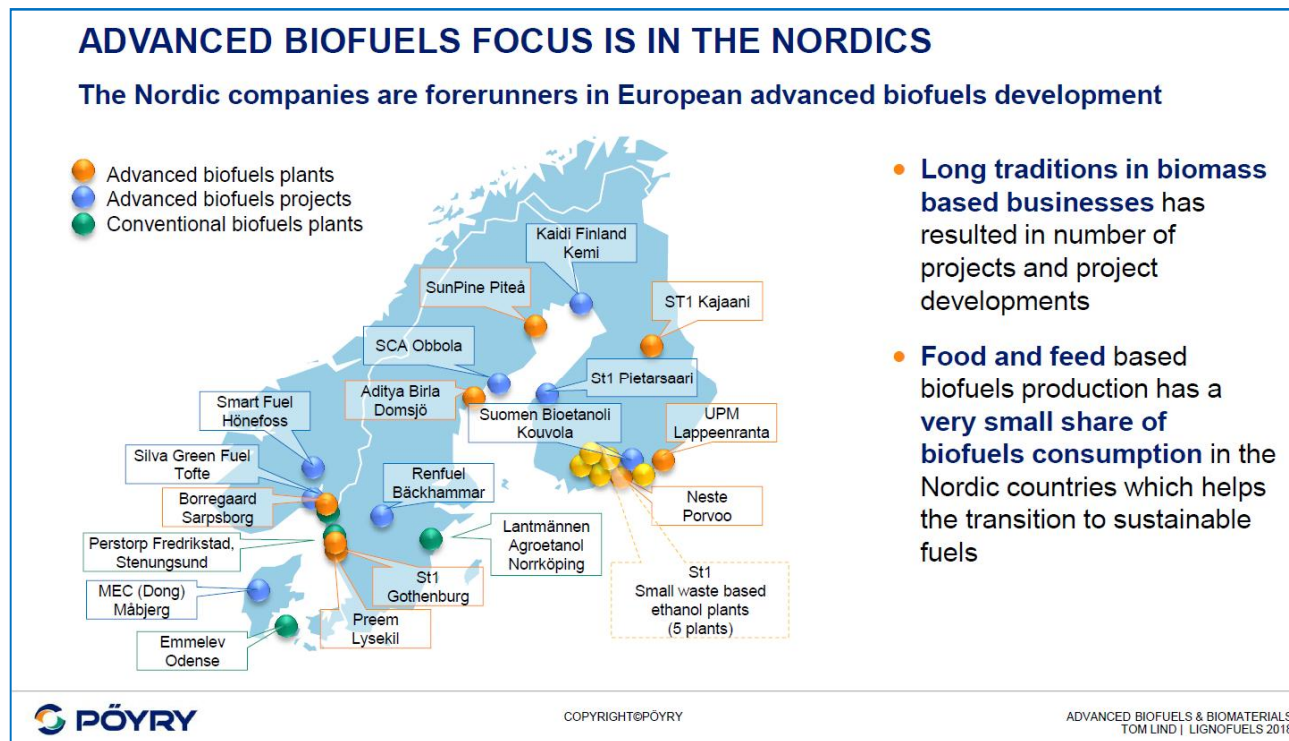 ADVANCED BIOFUELS FOCUS IS IN THE NORDICS
The Nordic companies are forerunners in European advanced biofuels development
Advanced biofuels plants
Advanced biofuels projects
Conventional biofuels plants
Kaidi Finland
Kemi
SunPine Piteå
ST1 Kajaani
SCA Obbola
St1 Pietarsaari
Aditya Birla
Domsjö
Smart Fuel
Hönefoss
Suomen Bioetanoli
Kouvola
UPM
Lappeenranta
Silva Green Fuel
Tofte
Renfuel
Bäckhammar
Borregaard
Sarpsborg
Neste
Porvoo
Lantmännen
Agroetanol
Norrköping
Perstorp Fredrikstad,
Stenungsund
St1
Gothenburg
St1
Small waste based
ethanol plants
(5 plants)
MEC (Dong)
Måbjerg
Preem
Lysekil
Emmelev
Odense
• Long traditions in biomass
based businesses has
resulted in number of
projects and project
developments
• Food and feed based
biofuels production has a
very small share of
biofuels consumption in the
Nordic countries which helps
the transition to sustainable
fuels
PÖYRY
COPYRIGHT©PÖYRY
ADVANCED BIOFUELS & BIOMATERIALS
TOM LIND | LIGNOFUELS 2018